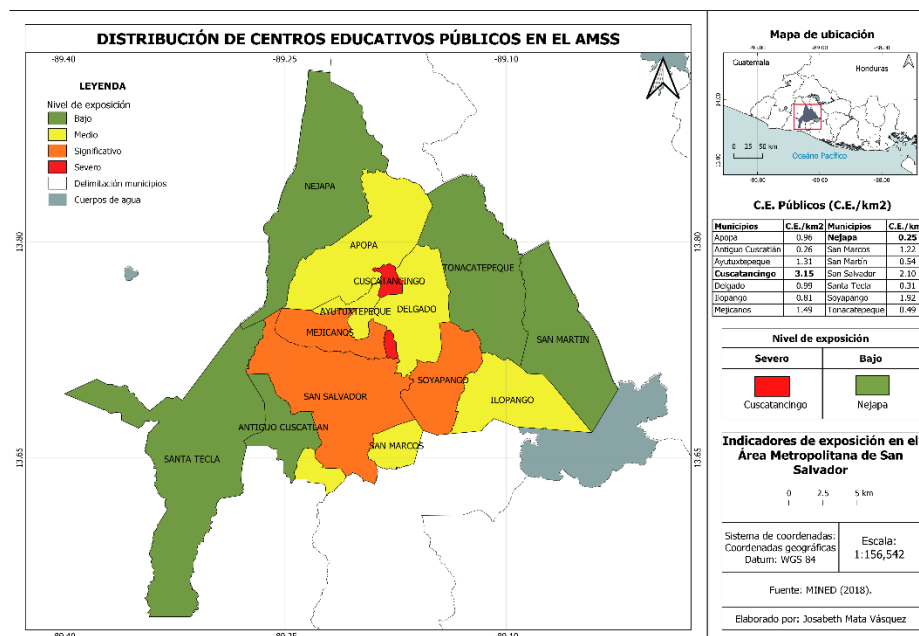 DISTRIBUCIÓN DE CENTROS EDUCATIVOS PÚBLICOS EN EL AMSS
-89.40 -89.25 -89.10
LEYENDA
Nivel de exposición
Bajo
Medio
Significativo
Severo
Delimitación municipios
Cuerpos de agua
13.80
13.65
NEJAPA
APOPA
CUSCATANCINGO
TONACATEPEQUE
AYUTUXTEPEQUE
DELGADO
MEJICANOS
SAN MARTIN
SOYAPANGO
SAN SALVADOR
ILOPANGO
ANTIGUO CUSCATLAN
SAN MARCOS
SANTA TECLA
13.80
13.65
-89.40 -89.10
Mapa de ubicación
Guatemala
Honduras
0 25 50 km
Océano Pacífico
C.E. Públicos (C.E./km2)
Municipios C.E./km2 Municipios C.E./km
Apopa 0.96 Nejapa 0.25
Antiguo Cuscatlán 0.26 San Marcos 1.22
Ayutuxtepeque 1.31 San Martín 0.54
Cuscatancingo 3.15 San Salvador 2.10
Delgado 0.99 Santa Tecla 0.31
Ilopango 0.81 Soyapango 1.92
Mejicanos 1.49 Tonacatepeque 0.49
Nivel de exposición
Severo Bajo
Cuscatancingo Nejapa
Indicadores de exposición en el
Área Metropolitana de San
Salvador
0 2.5 5 km
Sistema de coordenadas:
Coordenadas geográficas
Datum: WGS 84
Escala:
1:156,542
Fuente: MINED (2018).
Elaborado por: Josabeth Mata Vásquez